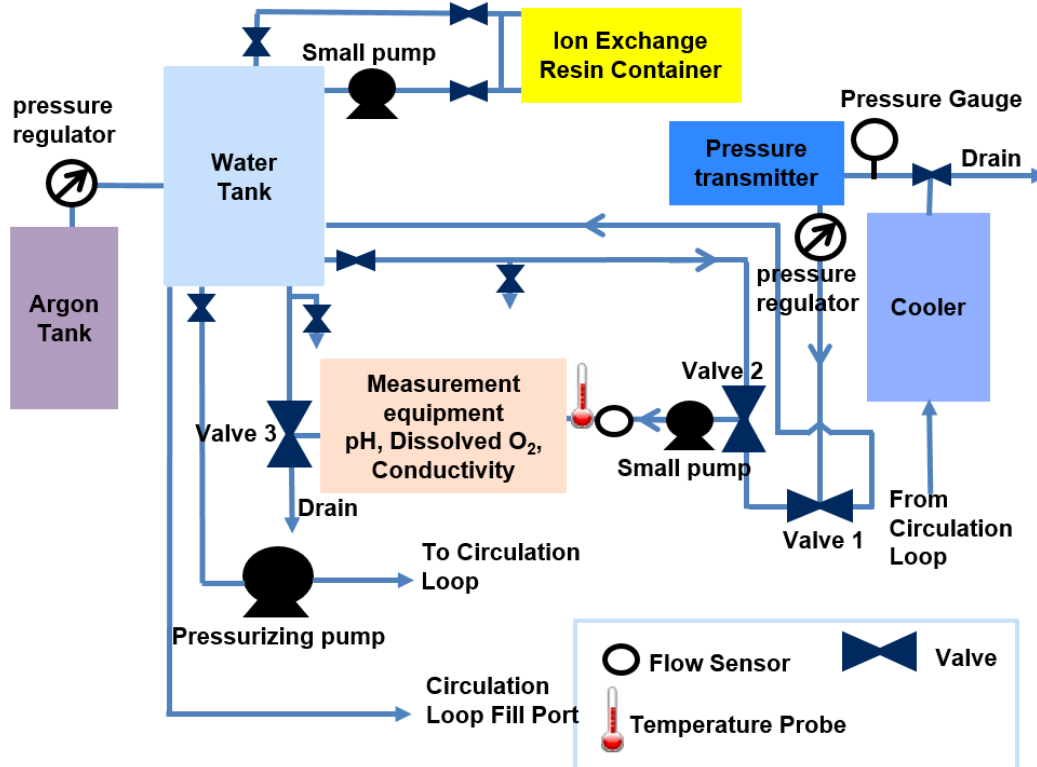 Small pump
Ion Exchange
Resin Container
pressure
regulator
Water
Tank
Pressure Gauge
Pressure
transmitter
Drain
pressure
regulator
Argon
Tank
Cooler
Measurement
equipment
pH, Dissolved O₂,
Conductivity
Valve 2
Valve 3
Small pump
Drain
Valve 1
From
Circulation
Loop
To Circulation
Loop
Pressurizing pump
Circulation
Loop Fill Port
Flow Sensor
Valve
Temperature Probe